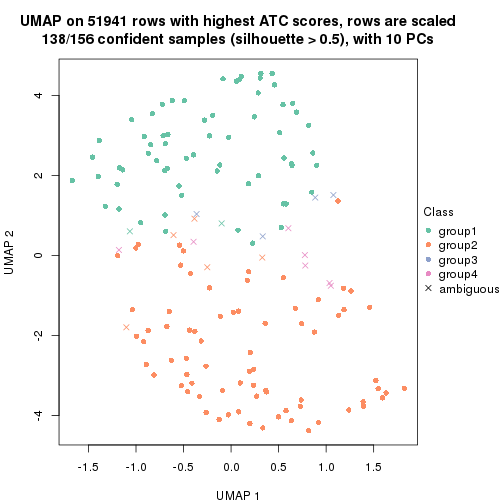 UMAP on 51941 rows with highest ATC scores, rows are scaled
138/156 confident samples (silhouette > 0.5), with 10 PCs
4
2
0
-2
-4
UMAP 2
-1.5
-1.0
-0.5
0.0
0.5
1.0
1.5
UMAP 1
Class
group1
group2
group3
group4
ambiguous